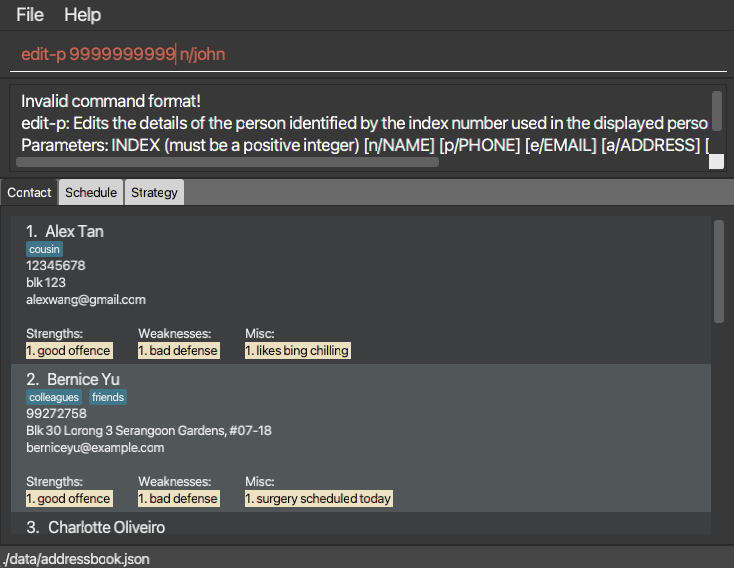 File Help
edit-p 9999999999 n/john
Invalid command format!
edit-p: Edits the details of the person identified by the index number used in the displayed perso
Parameters: INDEX (must be a positive integer) [n/NAME] [p/PHONE] [e/EMAIL] [a/ADDRESS] [
Contact Schedule Strategy
1. Alex Tan
cousin
12345678
blk 123
alexwang@gmail.com
Strengths: Weaknesses: Misc:
1. good offence 1. bad defense 1. likes bing chilling
2. Bernice Yu
colleagues friends
99272758
Blk 30 Lorong 3 Serangoon Gardens, #07-18
berniceyu@example.com
Strengths: Weaknesses: Misc:
1. good offence 1. bad defense 1. surgery scheduled today
3. Charlotte Oliveiro
./data/addressbook.json